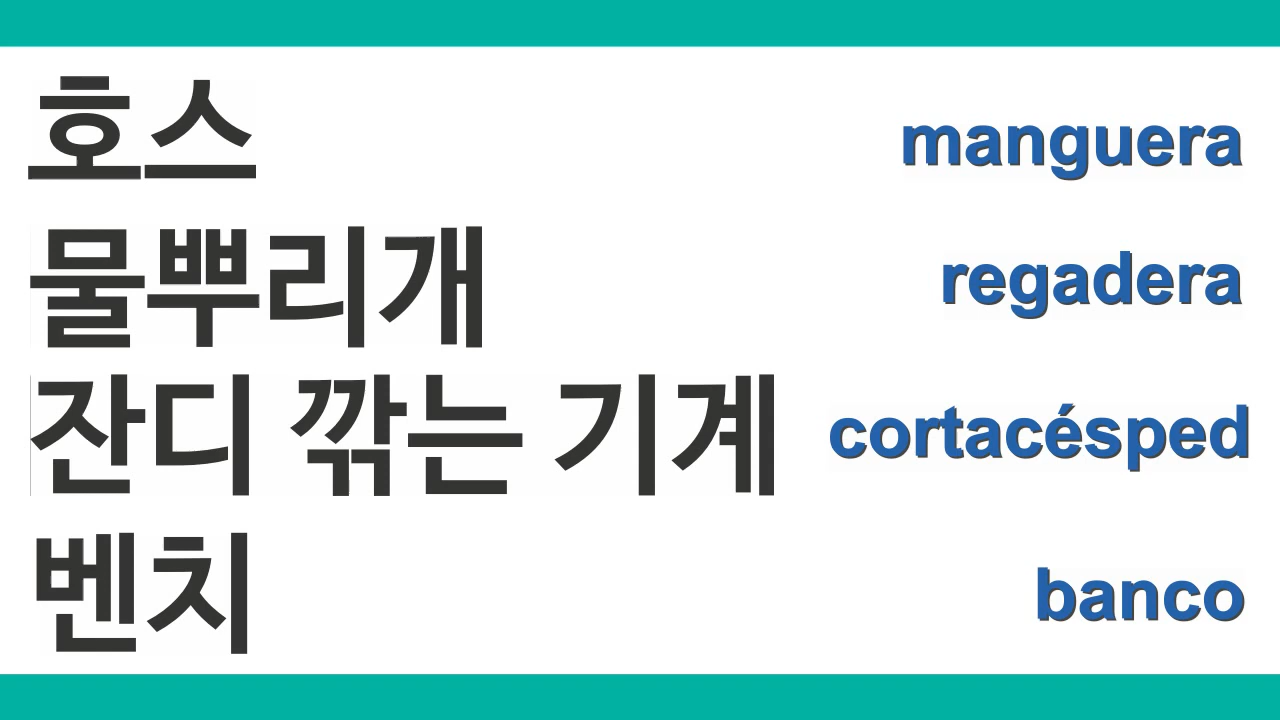 호스 manguera
물뿌리개 regadera
잔디 깎는 기계 cortacésped
벤치 banco